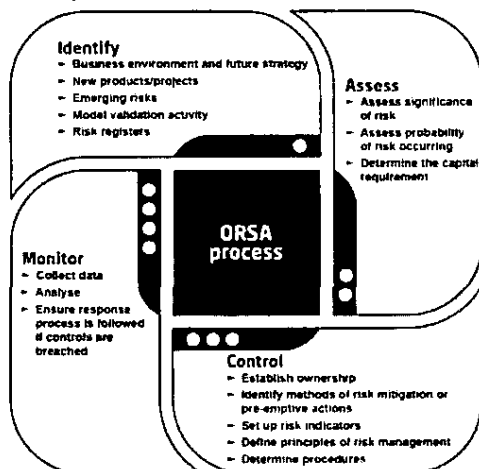 Identify
- Business environment and future strategy
- New products/projects
- Emerging risks
- Model validation activity
- Risk registers
Assess
- Assess significance
of risk
- Assess probability
of risk occurring
- Determine the capital
requirement
ORSA
process
Control
- Establish ownership
- Identify methods of risk mitigation or
pre-emptive actions
- Set up risk indicators
- Define principles of risk management
- Determine procedures
Monitor
- Collect data
- Analyse
- Ensure response
process is followed
if controls are
breached